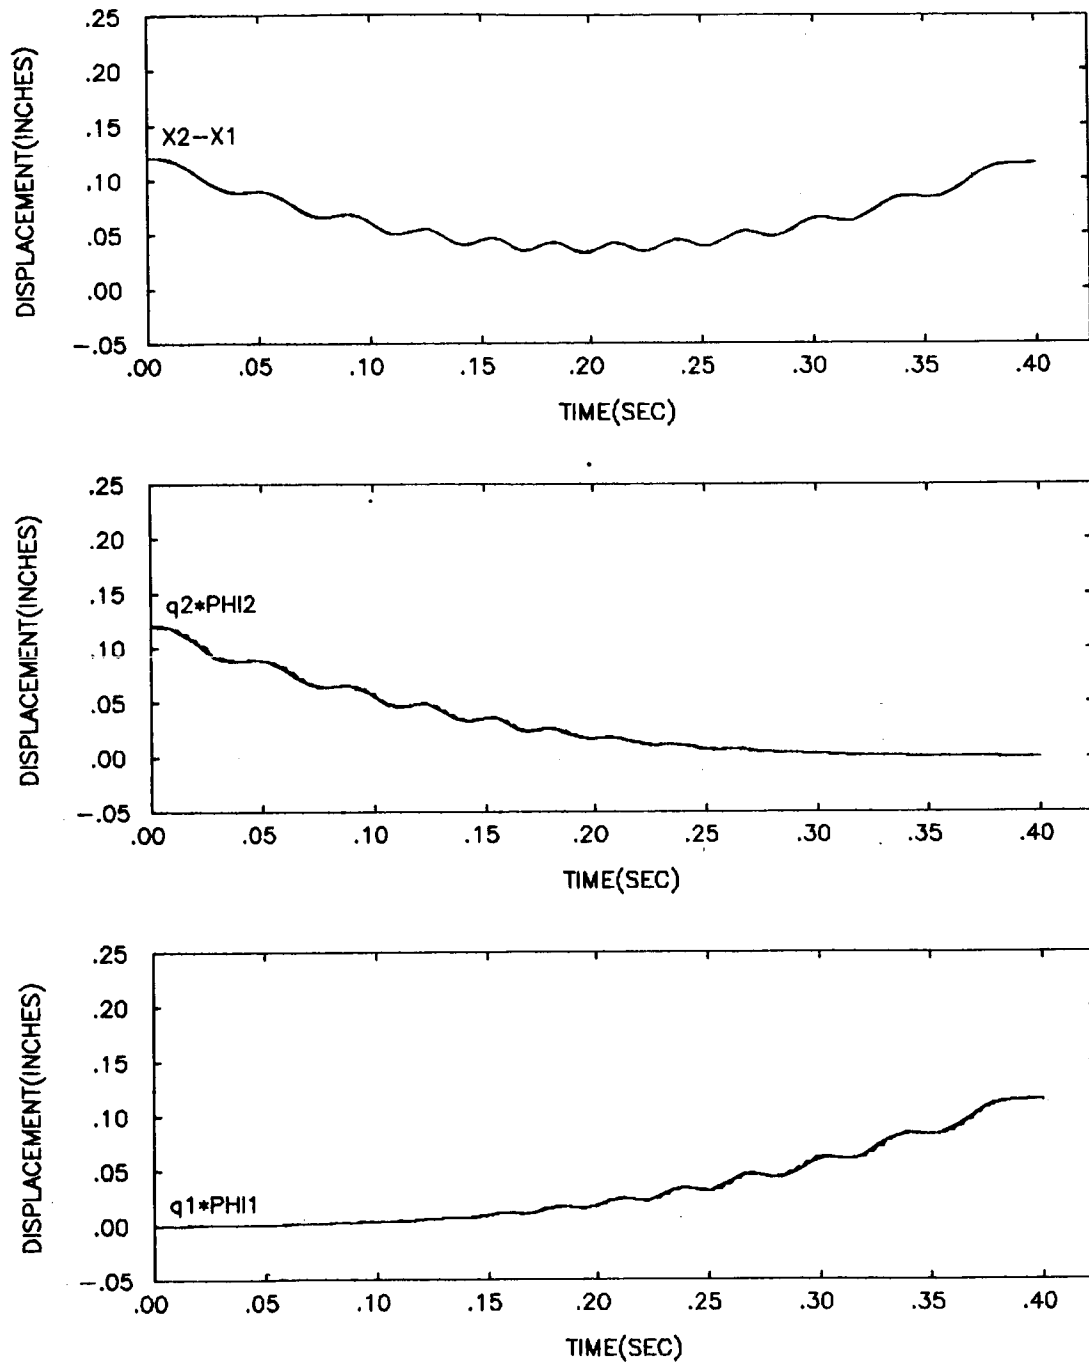 .25
.20
.15
.10
.05
.00
-.05
DISPLACEMENT(INCHES)
X2-X1
.00 .05 .10 .15 .20 .25 .30 .35 .40
TIME(SEC)
.25
.20
.15
.10
.05
.00
-.05
DISPLACEMENT(INCHES)
q2*PHI2
.00 .05 .10 .15 .20 .25 .30 .35 .40
TIME(SEC)
.25
.20
.15
.10
.05
.00
-.05
DISPLACEMENT(INCHES)
q1*PHI1
.00 .05 .10 .15 .20 .25 .30 .35 .40
TIME(SEC)